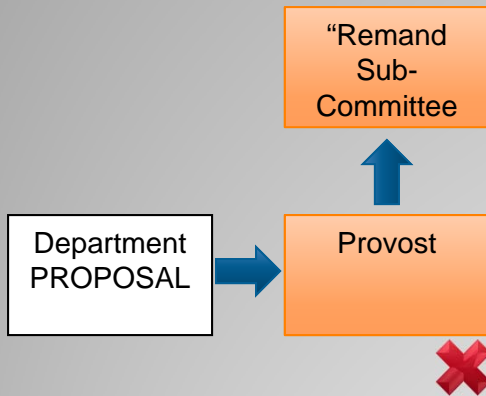 “Remand
Sub-
Committee
Department
PROPOSAL
Provost